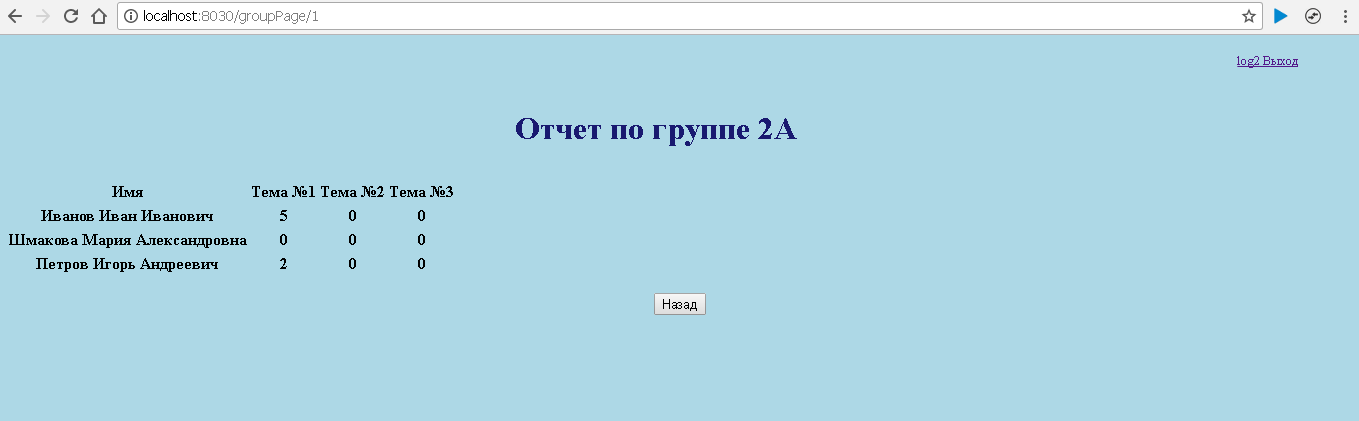 localhost:8030/groupPage/1
log2 Выход
Отчет по группе 2А
Имя Тема №1 Тема №2 Тема №3
Иванов Иван Иванович 5 0 0
Шмакова Мария Александровна 0 0 0
Петров Игорь Андреевич 2 0 0
Назад